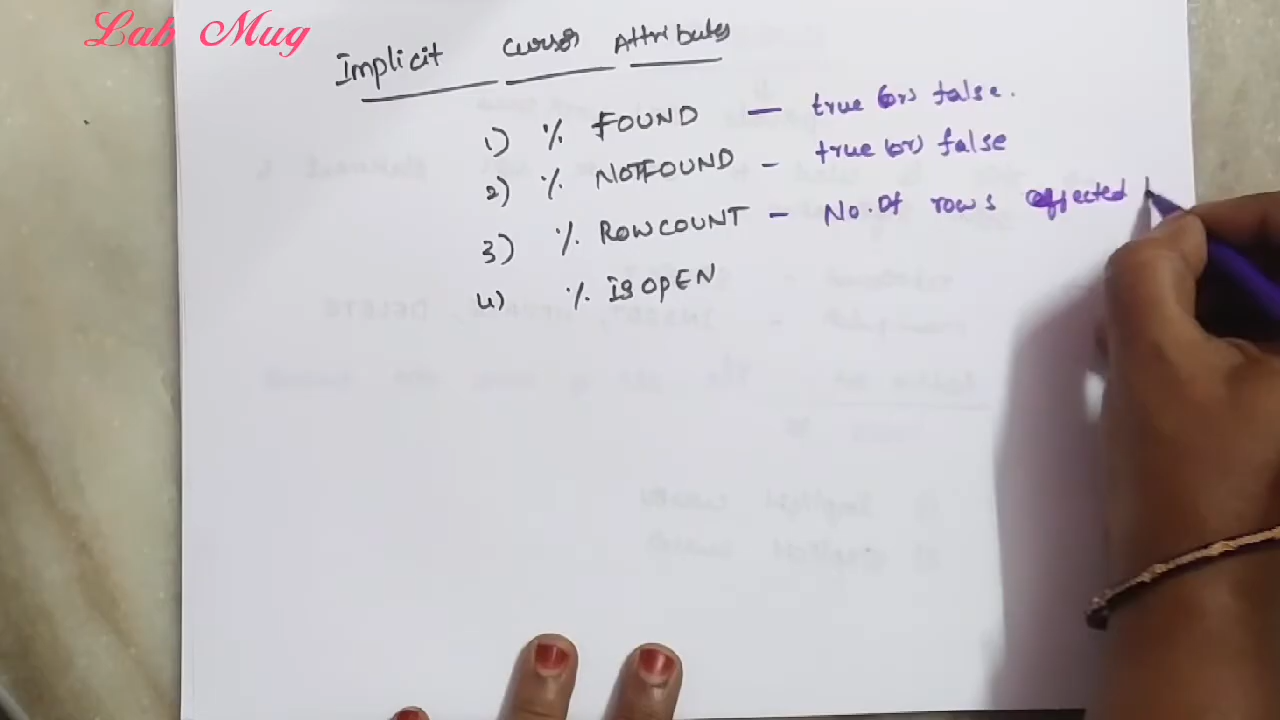 Lab Mug
Implicit Cursor Attributes
1) % FOUND — true (or) false.
2) % NOTFOUND - true (or) false
3) % ROWCOUNT - No. of rows effected
4) % isOPEN